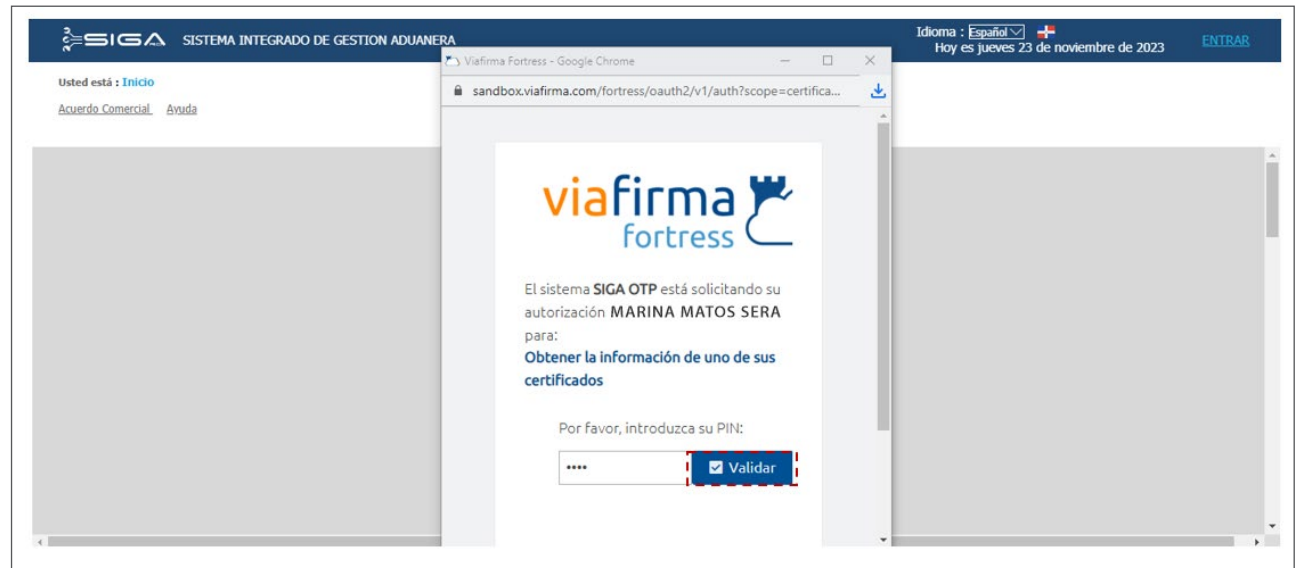 SIGA SISTEMA INTEGRADO DE GESTION ADUANERA
Idioma : Español
Hoy es jueves 23 de noviembre de 2023
ENTRAR
Usted está : Inicio
Acuerdo Comercial Ayuda
Viafirma Fortress - Google Chrome
sandbox.viafirma.com/fortress/oauth2/v1/auth?scope=certifica...
viafirma
fortress
El sistema SIGA OTP está solicitando su
autorización MARINA MATOS SERA
para:
Obtener la información de uno de sus
certificados
Por favor, introduzca su PIN:
•••• Validar